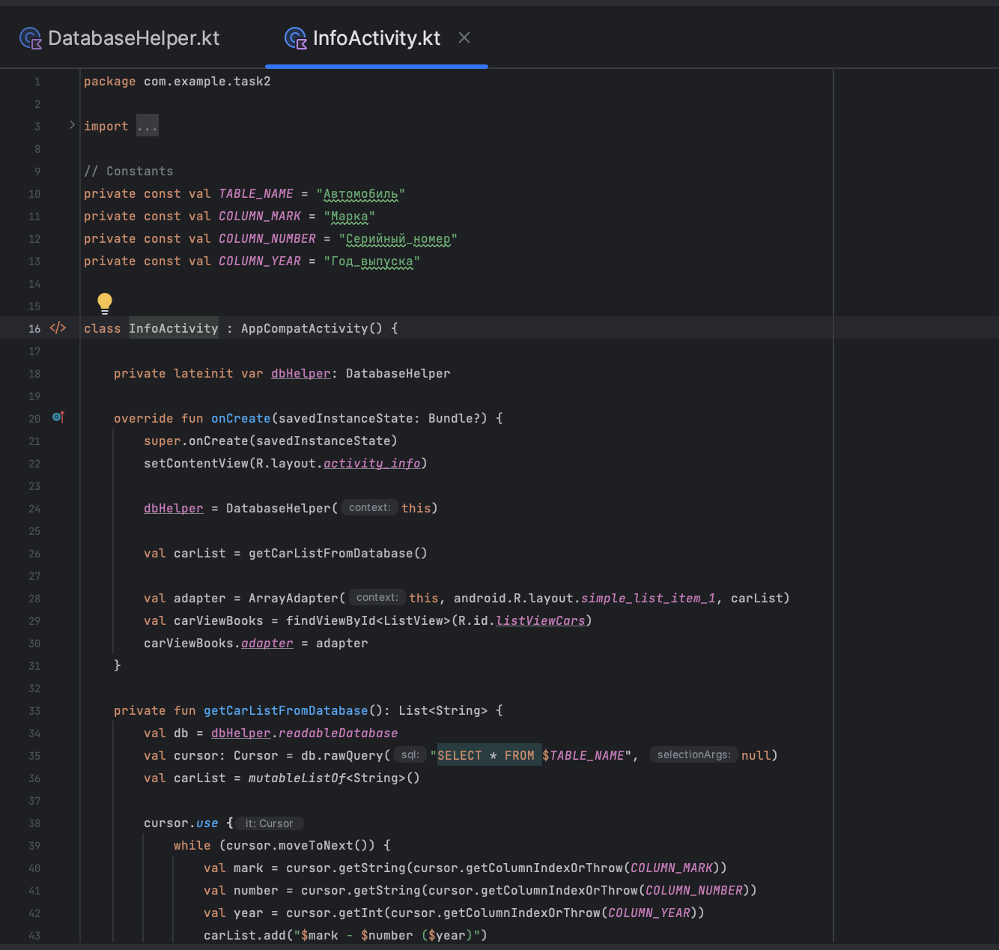 DatabaseHelper.kt InfoActivity.kt
1 package com.example.task2
2
3 import ...
8
9 // Constants
10 private const val TABLE_NAME = "Автомобиль"
11 private const val COLUMN_MARK = "Марка"
12 private const val COLUMN_NUMBER = "Серийный_номер"
13 private const val COLUMN_YEAR = "Год_выпуска"
14
15
16 class InfoActivity : AppCompatActivity() {
17
18 private lateinit var dbHelper: DatabaseHelper
19
20 override fun onCreate(savedInstanceState: Bundle?) {
21 super.onCreate(savedInstanceState)
22 setContentView(R.layout.activity_info)
23
24 dbHelper = DatabaseHelper( context: this)
25
26 val carList = getCarListFromDatabase()
27
28 val adapter = ArrayAdapter( context: this, android.R.layout.simple_list_item_1, carList)
29 val carViewBooks = findViewById<ListView>(R.id.listViewCars)
30 carViewBooks.adapter = adapter
31 }
32
33 private fun getCarListFromDatabase(): List<String> {
34 val db = dbHelper.readableDatabase
35 val cursor: Cursor = db.rawQuery( sql: "SELECT * FROM $TABLE_NAME", selectionArgs: null)
36 val carList = mutableListOf<String>()
37
38 cursor.use { it: Cursor
39 while (cursor.moveToNext()) {
40 val mark = cursor.getString(cursor.getColumnIndexOrThrow(COLUMN_MARK))
41 val number = cursor.getString(cursor.getColumnIndexOrThrow(COLUMN_NUMBER))
42 val year = cursor.getInt(cursor.getColumnIndexOrThrow(COLUMN_YEAR))
43 carList.add("$mark - $number ($year)")